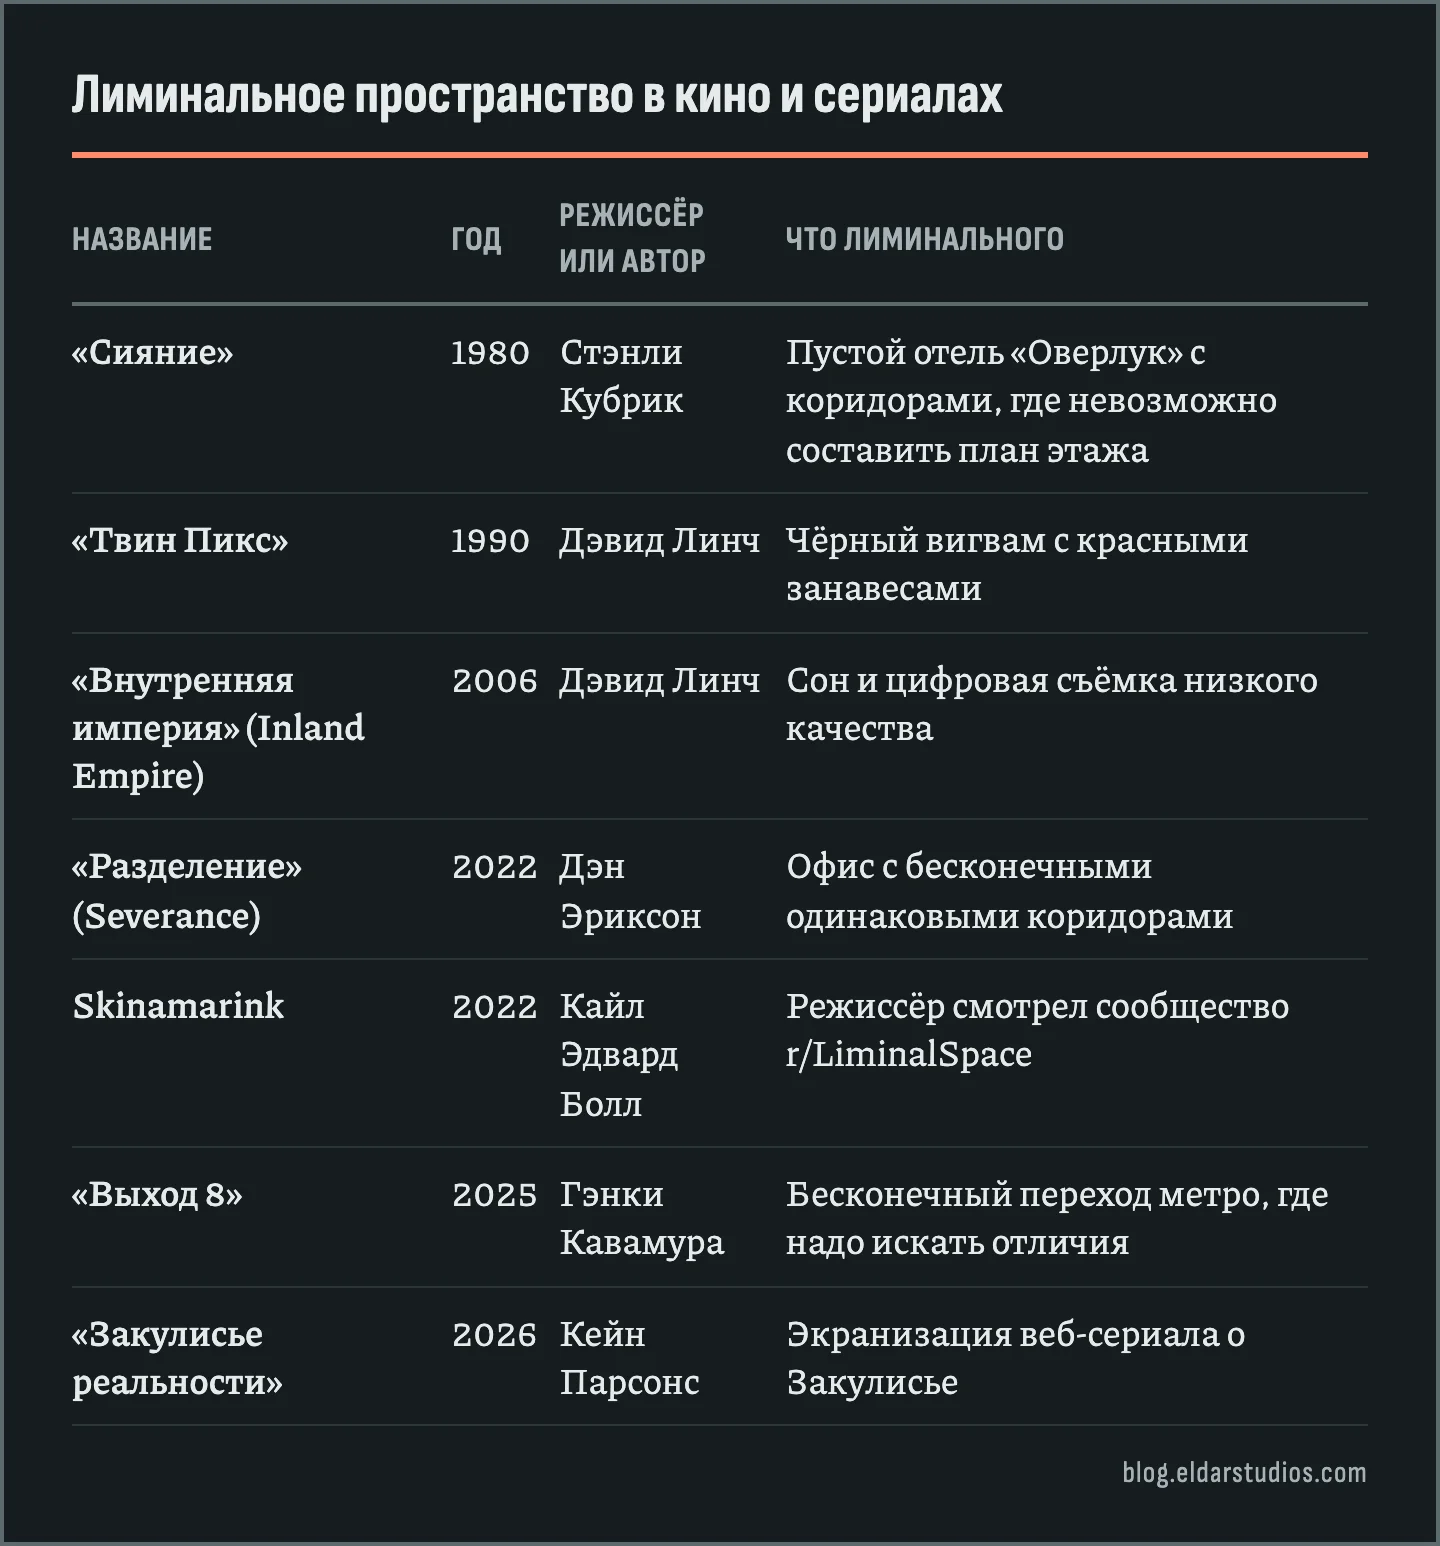 Лиминальное пространство в кино и сериалах
НАЗВАНИЕ ГОД РЕЖИССЁР ИЛИ АВТОР ЧТО ЛИМИНАЛЬНОГО
«Сияние» 1980 Стэнли Пустой отель «Оверлук» с
Кубрик коридорами, где невозможно
составить план этажа
«Твин Пикс» 1990 Дэвид Линч Чёрный вигвам с красными
занавесами
«Внутренняя 2006 Дэвид Линч Сон и цифровая съёмка низкого
империя» (Inland качества
Empire)
«Разделение» 2022 Дэн Офис с бесконечными
(Severance) Эриксон одинаковыми коридорами
Skinamarink 2022 Кайл Режиссёр смотрел сообщество
Эдвард r/LiminalSpace
Болл
«Выход 8» 2025 Гэнки Бесконечный переход метро, где
Кавамура надо искать отличия
«Закулисье 2026 Кейн Экранизация веб-сериала о
реальности» Парсонс Закулисье
blog.eldarstudios.com